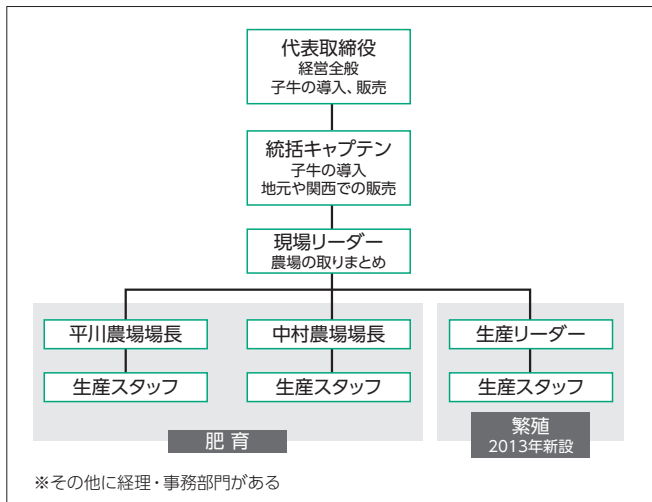 代表取締役
経営全般
子牛の導入、販売
統括キャプテン
子牛の導入
地元や関西での販売
現場リーダー
農場の取りまとめ
平川農場場長
中村農場場長
生産リーダー
生産スタッフ
生産スタッフ
生産スタッフ
肥育
繁殖
2013年新設
※その他に経理・事務部門がある